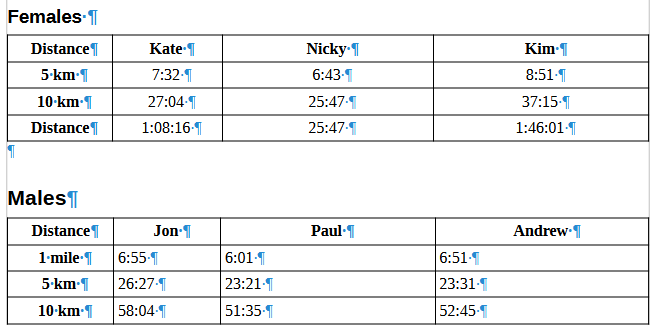 Females
Distance Kate Nicky Kim
5 km 7:32 6:43 8:51
10 km 27:04 25:47 37:15
Distance 1:08:16 25:47 1:46:01
Males
Distance Jon Paul Andrew
1 mile 6:55 6:01 6:51
5 km 26:27 23:21 23:31
10 km 58:04 51:35 52:45